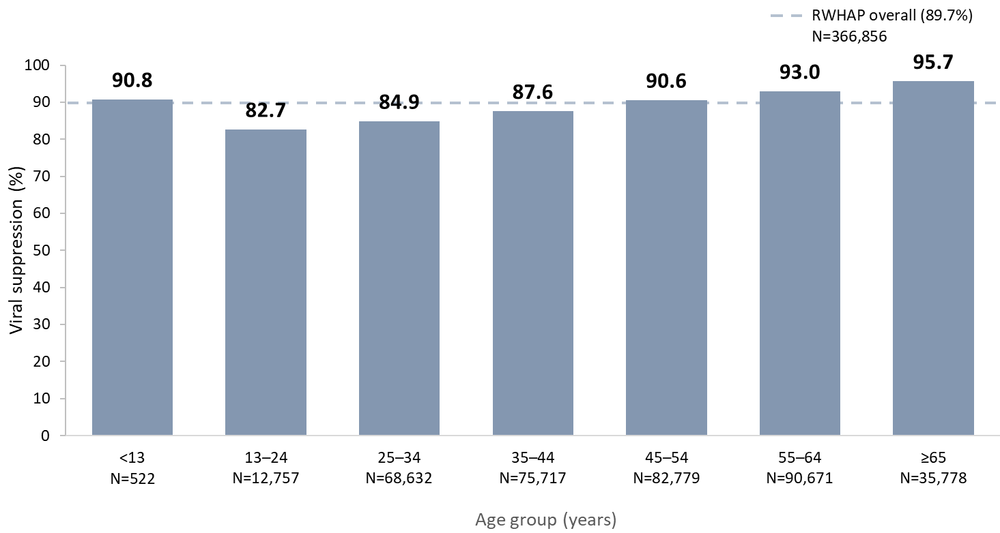 RWHAP overall (89.7%)
N=366,856
100
90
80
70
60
50
40
30
20
10
0
Viral suppression (%)
90.8
82.7
84.9
87.6
90.6
93.0
95.7
<13
N=522
13–24
N=12,757
25–34
N=68,632
35–44
N=75,717
45–54
N=82,779
55–64
N=90,671
≥65
N=35,778
Age group (years)